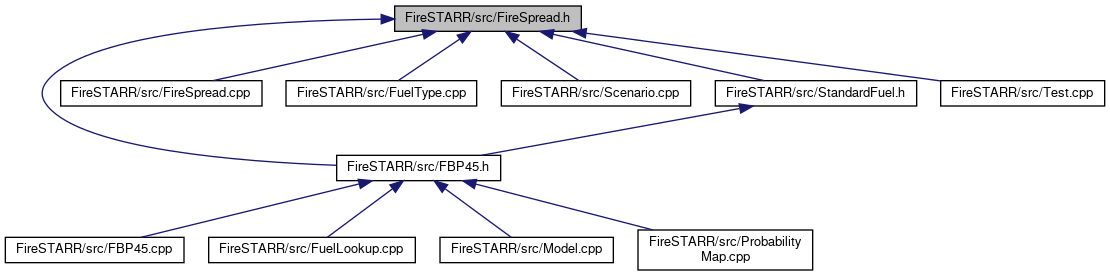 FireSTARR/src/FireSpread.h
FireSTARR/src/FireSpread.cpp
FireSTARR/src/FuelType.cpp
FireSTARR/src/Scenario.cpp
FireSTARR/src/StandardFuel.h
FireSTARR/src/Test.cpp
FireSTARR/src/FBP45.h
FireSTARR/src/FBP45.cpp
FireSTARR/src/FuelLookup.cpp
FireSTARR/src/Model.cpp
FireSTARR/src/Probability
Map.cpp